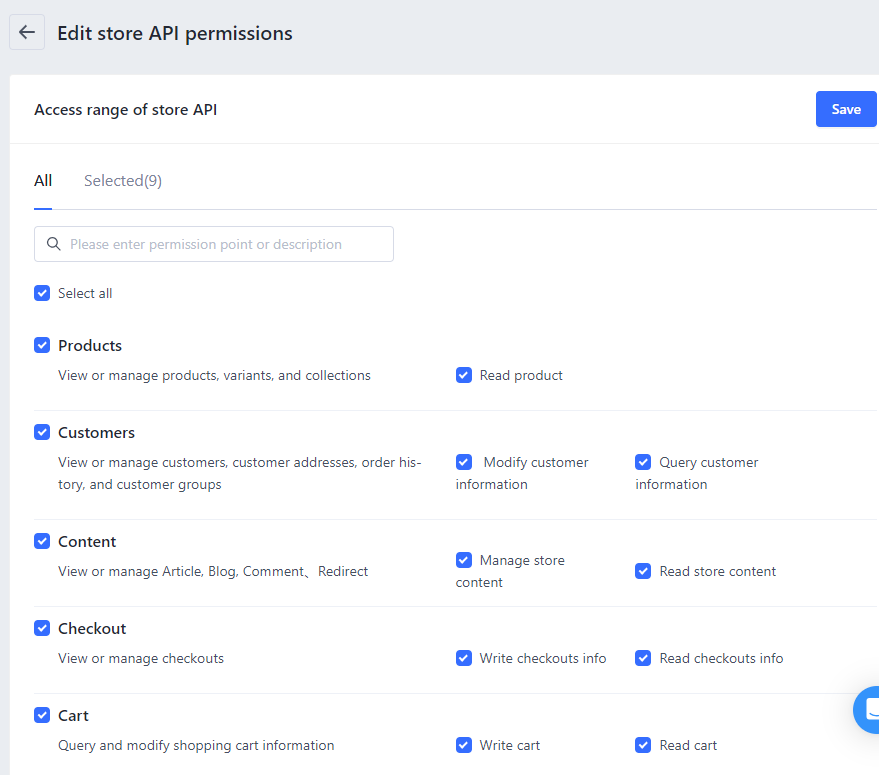 Edit store API permissions
Access range of store API
Save
All
Selected(9)
Please enter permission point or description
Select all
Products
View or manage products, variants, and collections
Read product
Customers
View or manage customers, customer addresses, order his-
tory, and customer groups
Modify customer
information
Query customer
information
Content
View or manage Article, Blog, Comment、Redirect
Manage store
content
Read store content
Checkout
View or manage checkouts
Write checkouts info
Read checkouts info
Cart
Query and modify shopping cart information
Write cart
Read cart